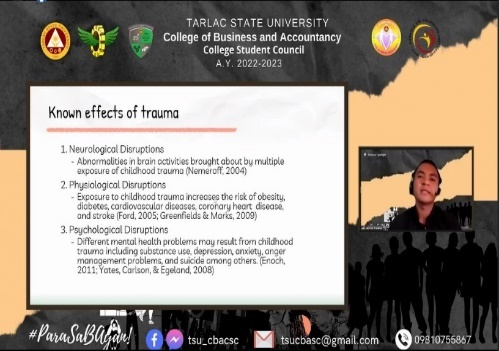 TARLAC STATE UNIVERSITY
College of Business and Accountancy
College Student Council
A.Y. 2022-2023
Known effects of trauma
1. Neurological Disruptions
- Abnormalities in brain activities brought about by multiple
exposure of childhood trauma (Nemeroff, 2004)
2. Physiological Disruptions
- Exposure to childhood trauma increases the risk of obesity,
diabetes, cardiovascular diseases, coronary heart disease,
and stroke (Ford, 2005; Greenfields & Marks, 2009)
3. Psychological Disruptions
- Different mental health problems may result from childhood
trauma including substance use, depression, anxiety, anger
management problems, and suicide among others. (Enoch,
2011; Yates, Carlson, & Egeland, 2008)
#ParaSaBUgan!
tsu_cbacsc
tsucbasc@gmail.com
09810755867